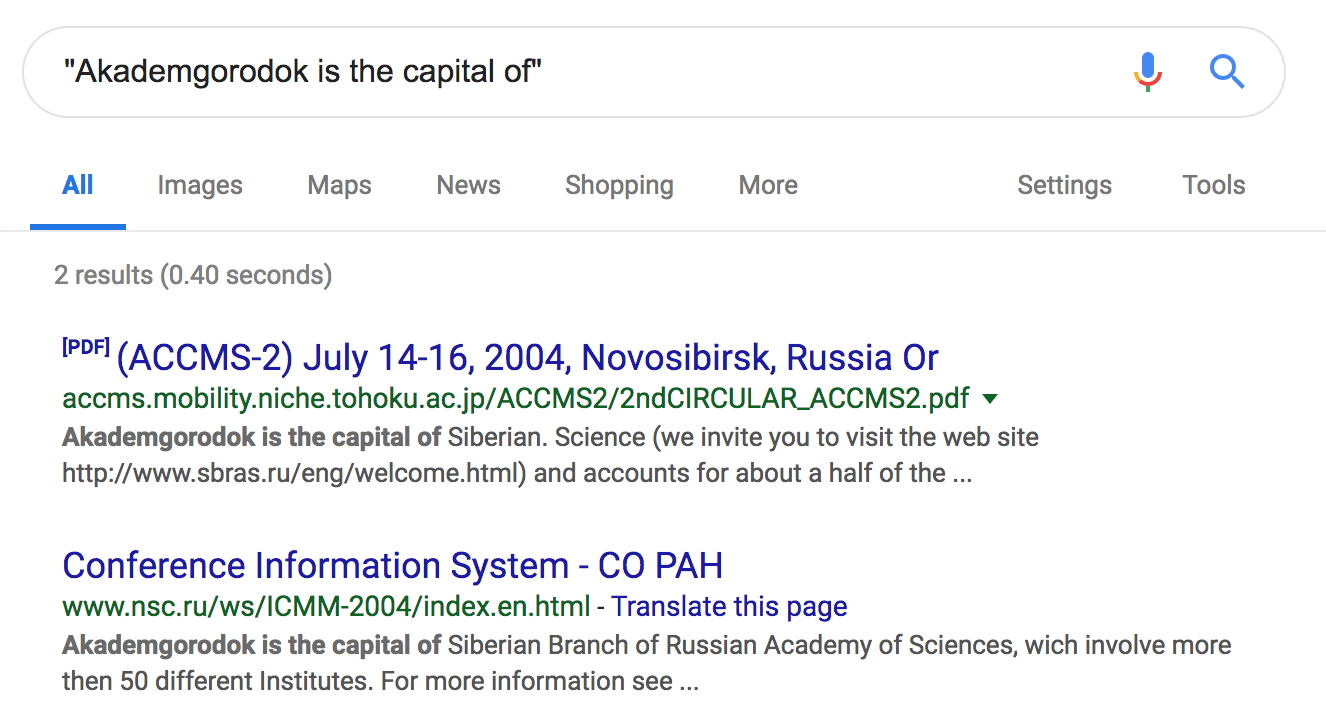 "Akademgorodok is the capital of"
All Images Maps News Shopping More Settings Tools
2 results (0.40 seconds)
[PDF] (ACCMS-2) July 14-16, 2004, Novosibirsk, Russia Or
accms.mobility.niche.tohoku.ac.jp/ACCMS2/2ndCIRCULAR_ACCMS2.pdf
Akademgorodok is the capital of Siberian. Science (we invite you to visit the web site
http://www.sbras.ru/eng/welcome.html) and accounts for about a half of the ...
Conference Information System - СО РАН
www.nsc.ru/ws/ICMM-2004/index.en.html - Translate this page
Akademgorodok is the capital of Siberian Branch of Russian Academy of Sciences, wich involve more
then 50 different Institutes. For more information see ...